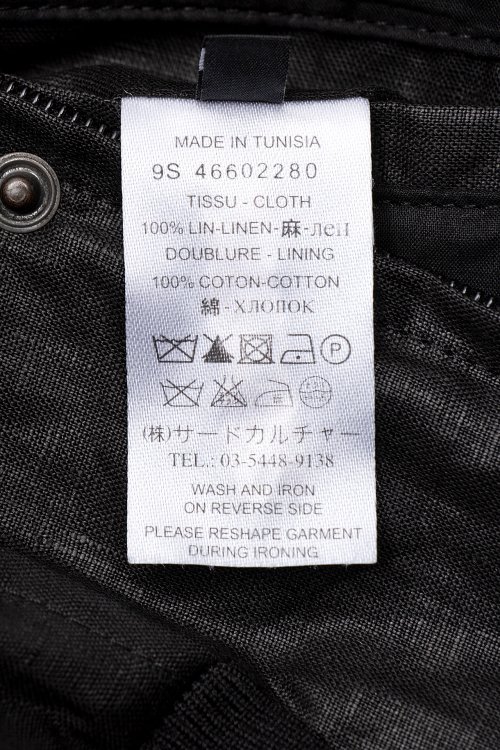 MADE IN TUNISIA
9S 46602280
TISSU - CLOTH
100% LIN-LINEN-麻-лен
DOUBLURE - LINING
100% COTON-COTTON
綿-ХЛОПОК
P
(株)サードカルチャー
TEL.: 03-5448-9138
WASH AND IRON
ON REVERSE SIDE
PLEASE RESHAPE GARMENT
DURING IRONING